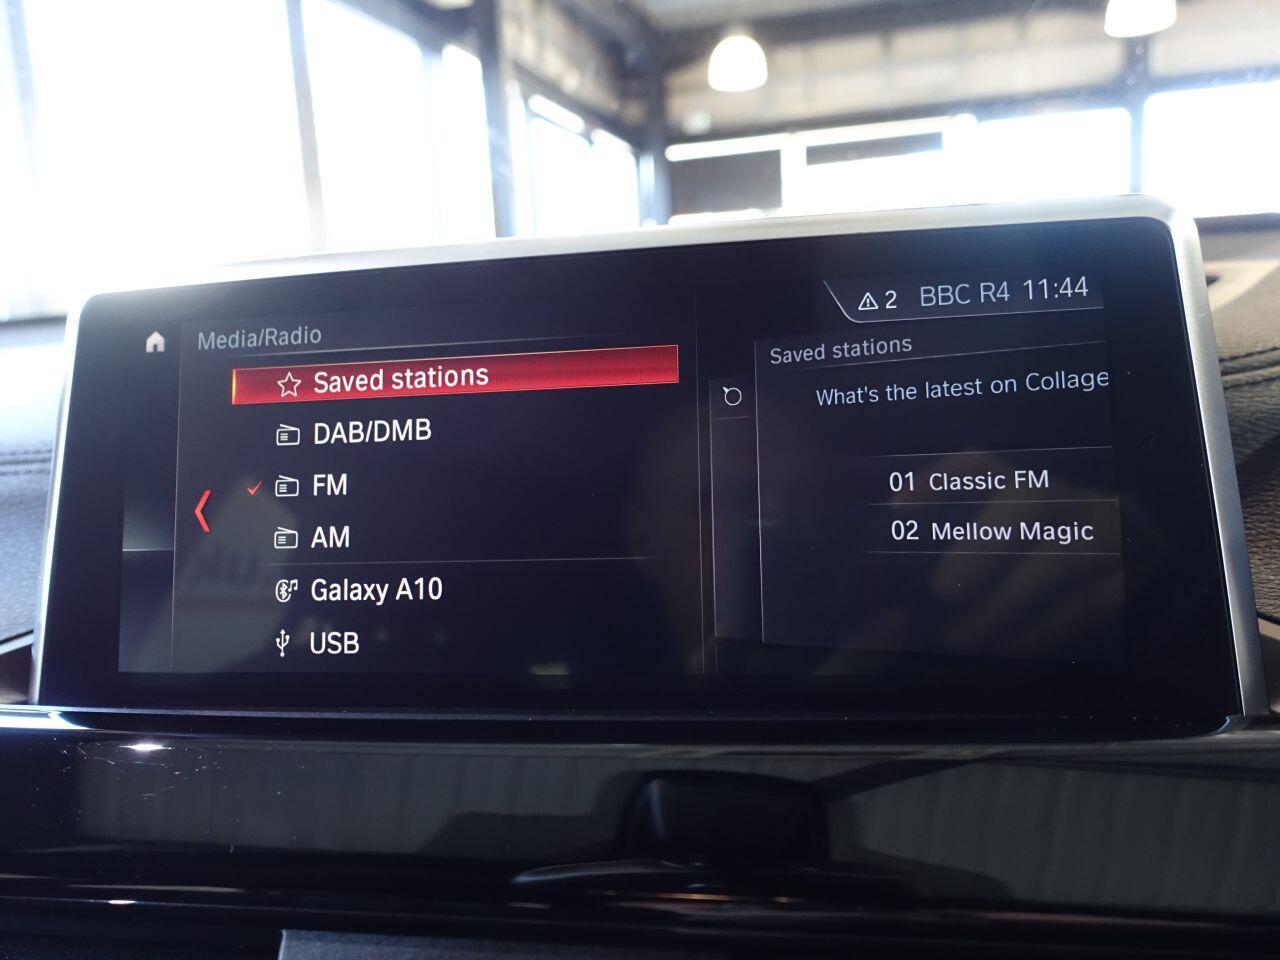 2 BBC R4 11:44
Media/Radio
Saved stations
DAB/DMB
FM
AM
Galaxy A10
USB
Saved stations
What's the latest on Collage
01 Classic FM
02 Mellow Magic